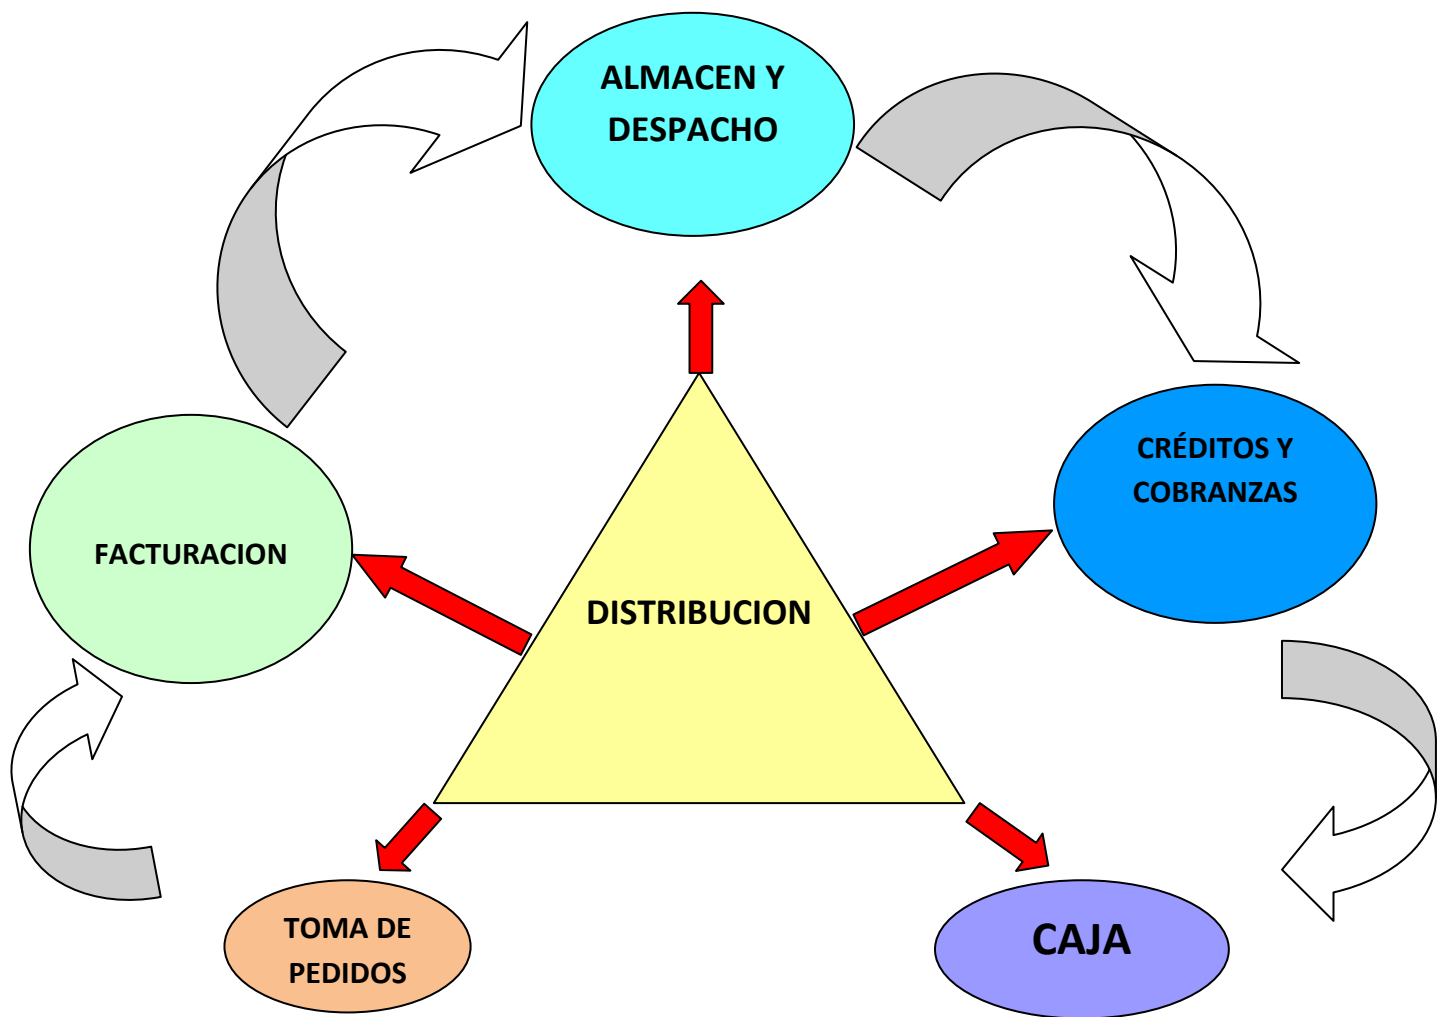 ALMACEN Y
DESPACHO
CRÉDITOS Y
COBRANZAS
FACTURACION
DISTRIBUCION
TOMA DE
PEDIDOS
CAJA